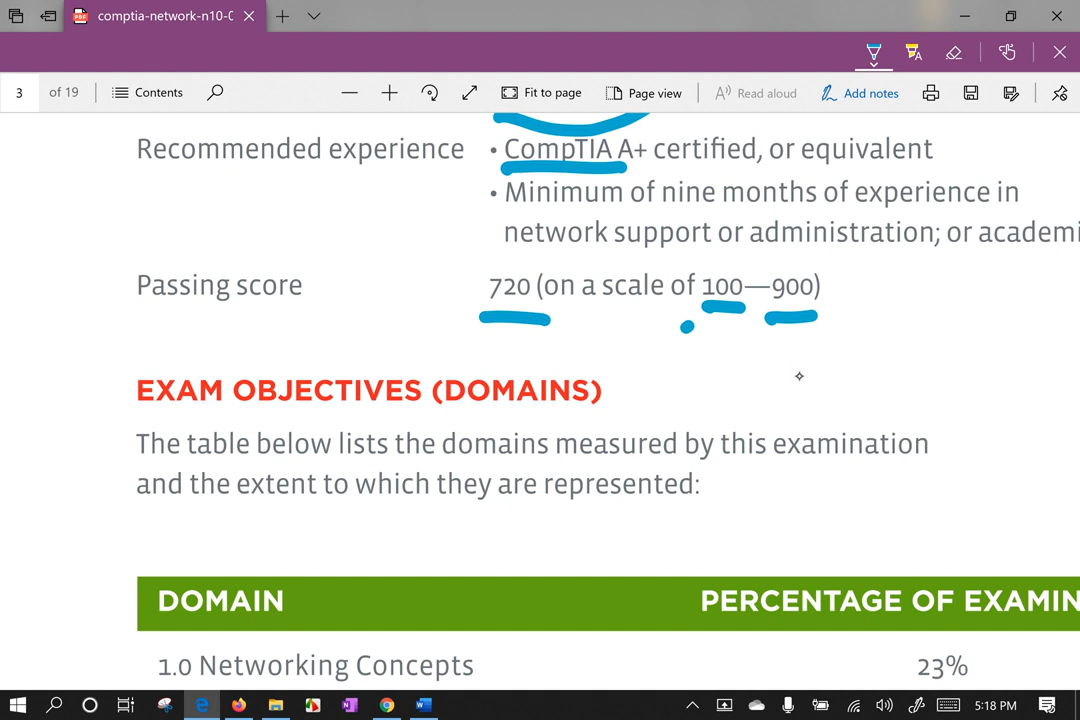 comptia-network-n10-0
3 of 19 Contents Fit to page Page view Read aloud Add notes
Recommended experience • CompTIA A+ certified, or equivalent
• Minimum of nine months of experience in
network support or administration; or academi
Passing score 720 (on a scale of 100—900)
EXAM OBJECTIVES (DOMAINS)
The table below lists the domains measured by this examination
and the extent to which they are represented:
DOMAIN PERCENTAGE OF EXAMIN
1.0 Networking Concepts 23%
5:18 PM